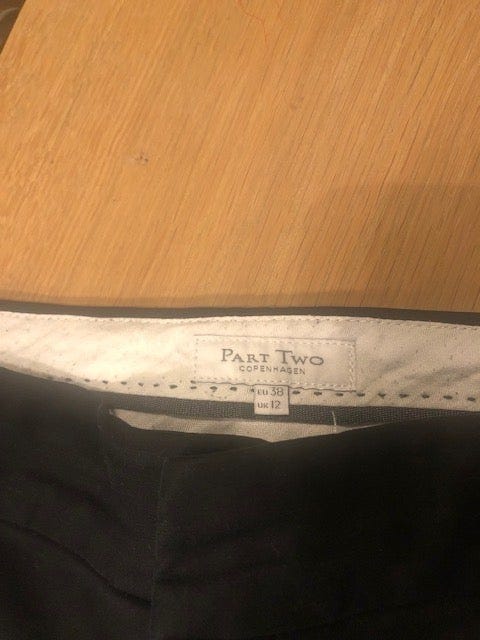 PART TWO
COPENHAGEN
EU 38
UK 12